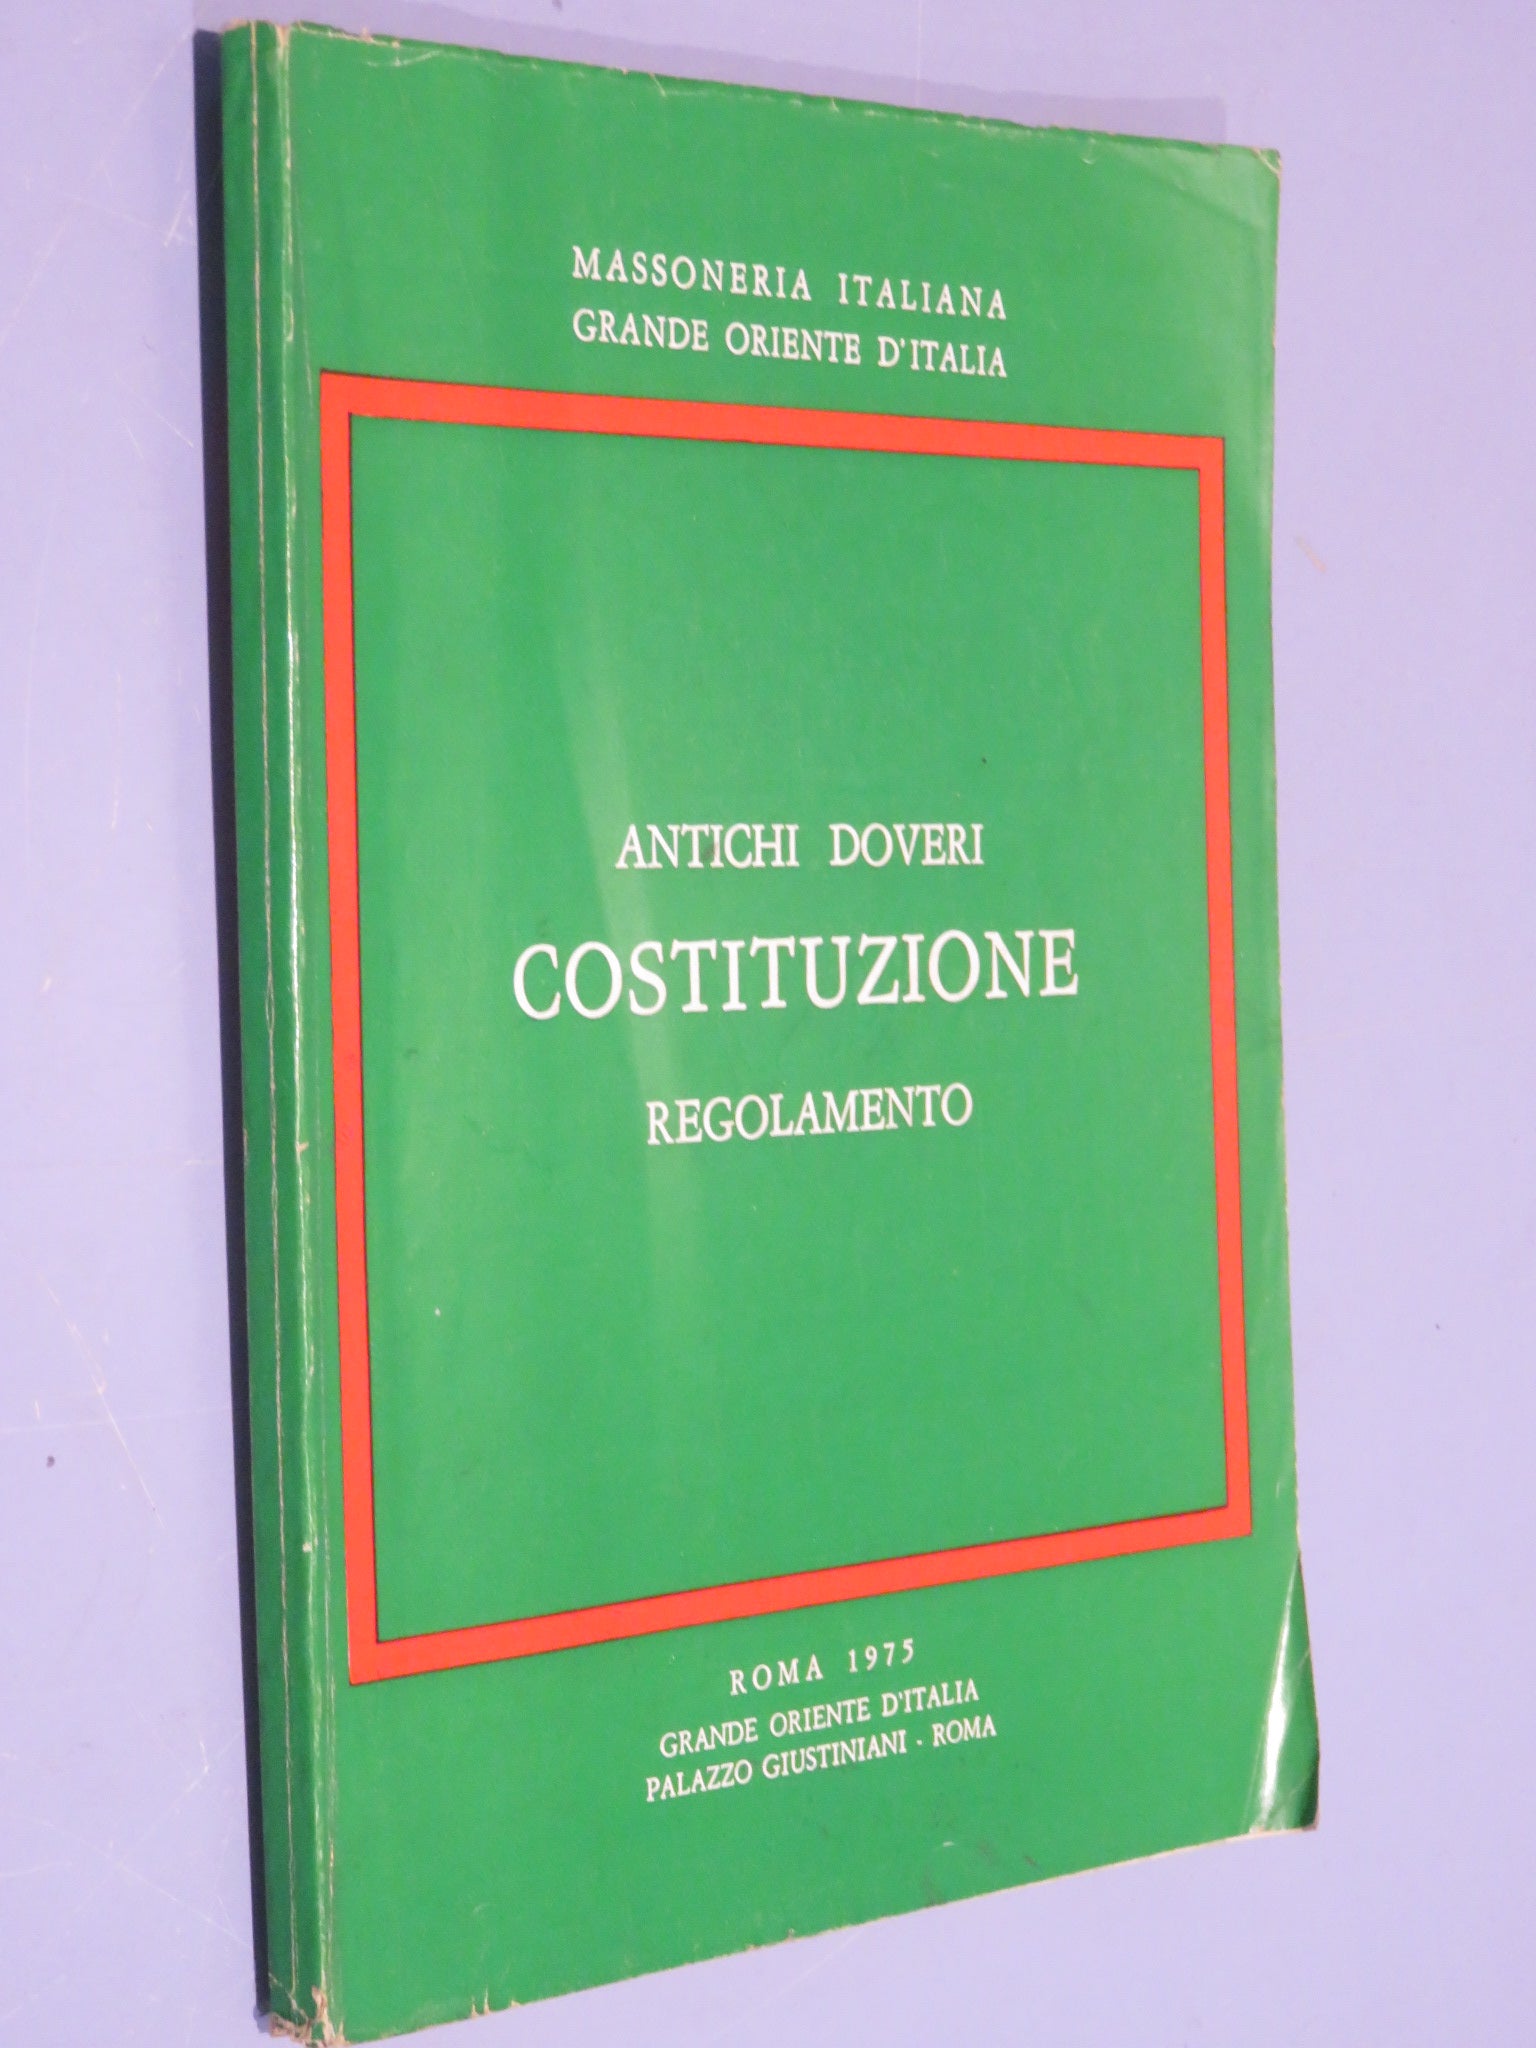 MASSONERIA ITALIANA
GRANDE ORIENTE D'ITALIA
ANTICHI DOVERI
COSTITUZIONE
REGOLAMENTO
ROMA 1975
GRANDE ORIENTE D'ITALIA
PALAZZO GIUSTINIANI - ROMA